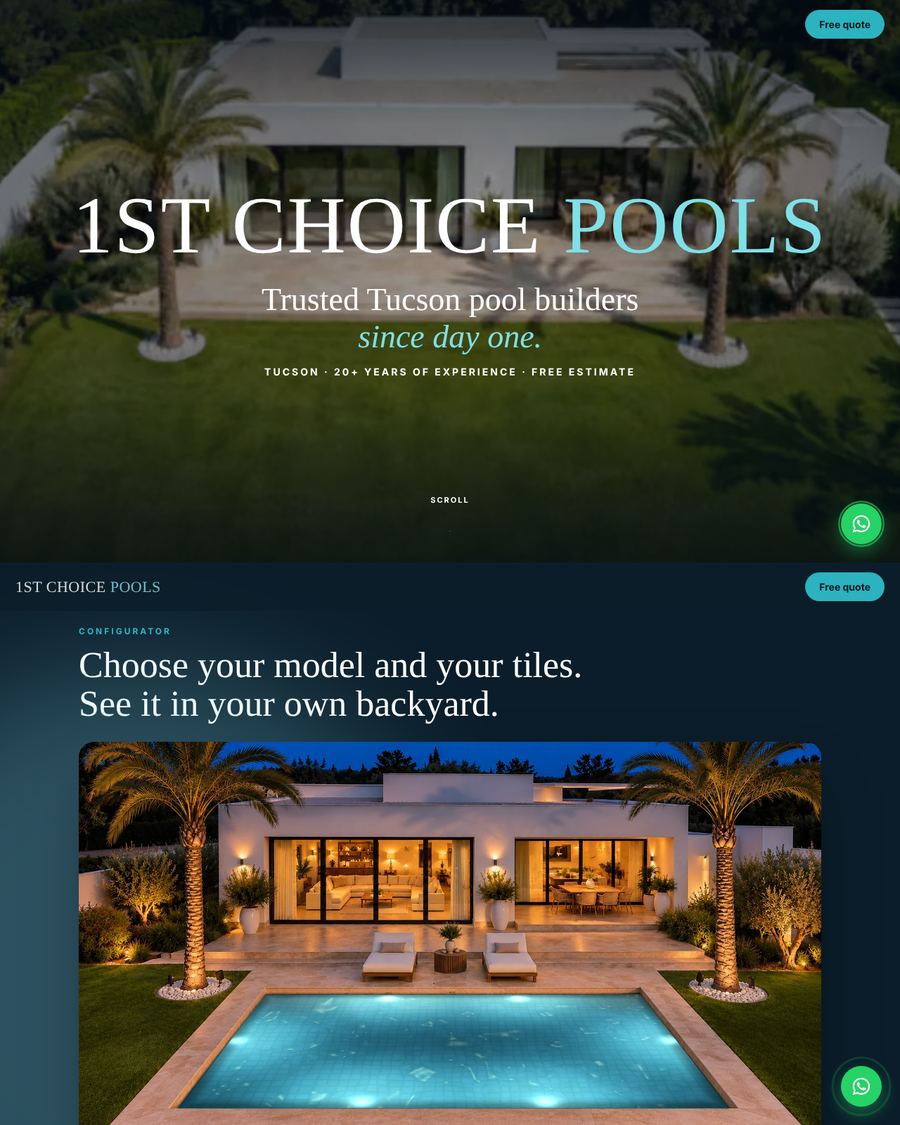 Free quote
1ST CHOICE POOLS
Trusted Tucson pool builders
since day one.
TUCSON · 20+ YEARS OF EXPERIENCE · FREE ESTIMATE
SCROLL
1ST CHOICE POOLS
Free quote
CONFIGURATOR
Choose your model and your tiles.
See it in your own backyard.